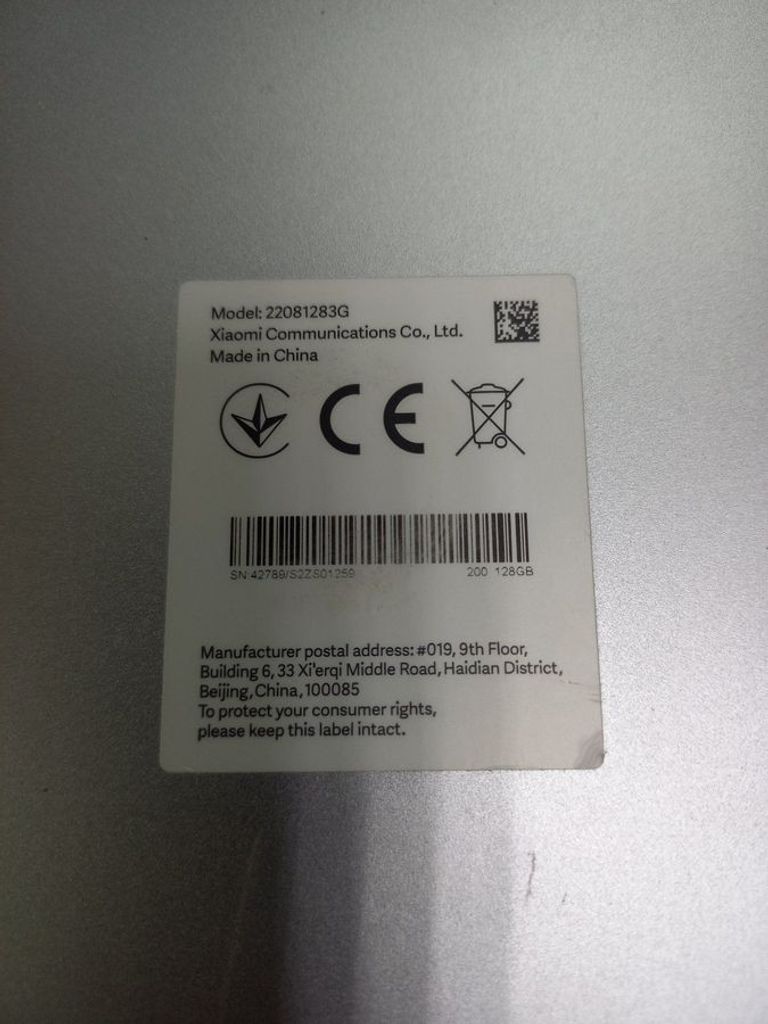 Model: 22081283G
Xiaomi Communications Co., Ltd.
Made in China
CE
SN:42789/S2ZS01259
200 128GB
Manufacturer postal address: #019, 9th Floor,
Building 6, 33 Xi'erqi Middle Road, Haidian District,
Beijing, China, 100085
To protect your consumer rights,
please keep this label intact.